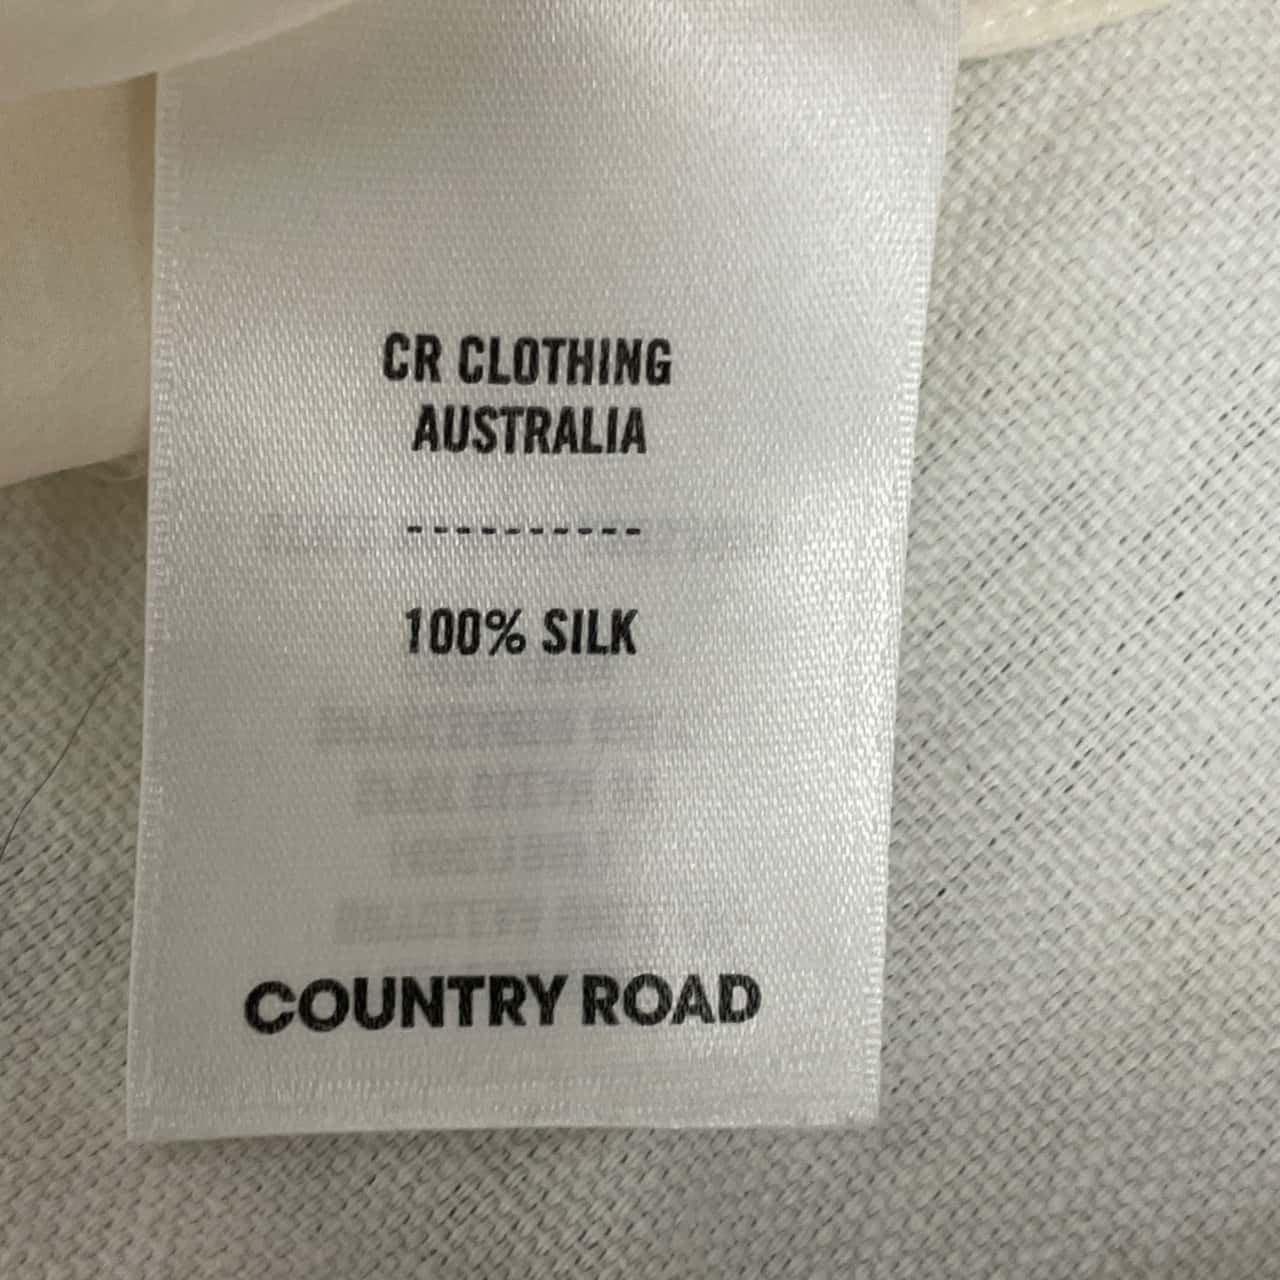 CR CLOTHING
AUSTRALIA
----------
100% SILK
COUNTRY ROAD